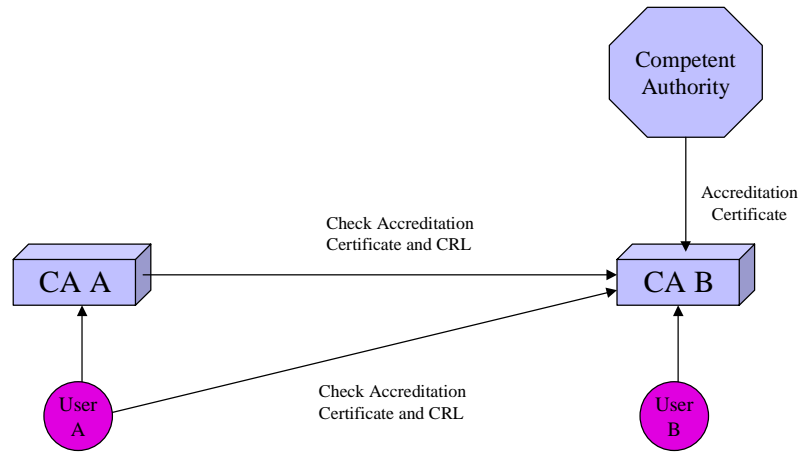 Competent
Authority
Accreditation
Certificate
Check Accreditation
Certificate and CRL
CA A
CA B
Check Accreditation
Certificate and CRL
User
A
User
B